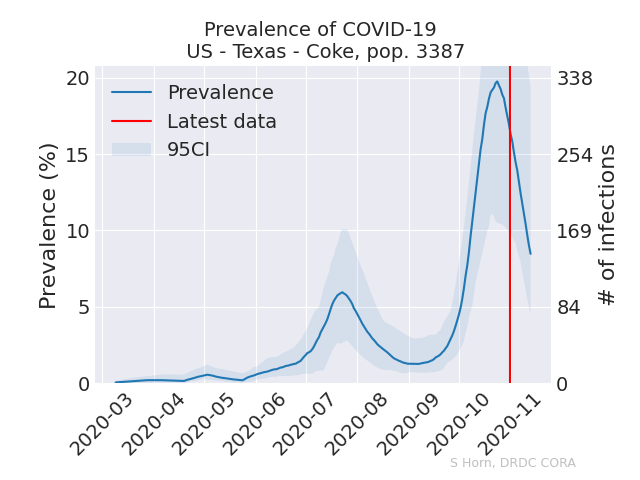 Prevalence of COVID-19
US - Texas - Coke, pop. 3387
Prevalence
Latest data
95CI
Prevalence (%)
20
15
10
5
0
338
254
169
84
0
# of infections
2020-03
2020-04
2020-05
2020-06
2020-07
2020-08
2020-09
2020-10
2020-11
S Horn, DRDC CORA